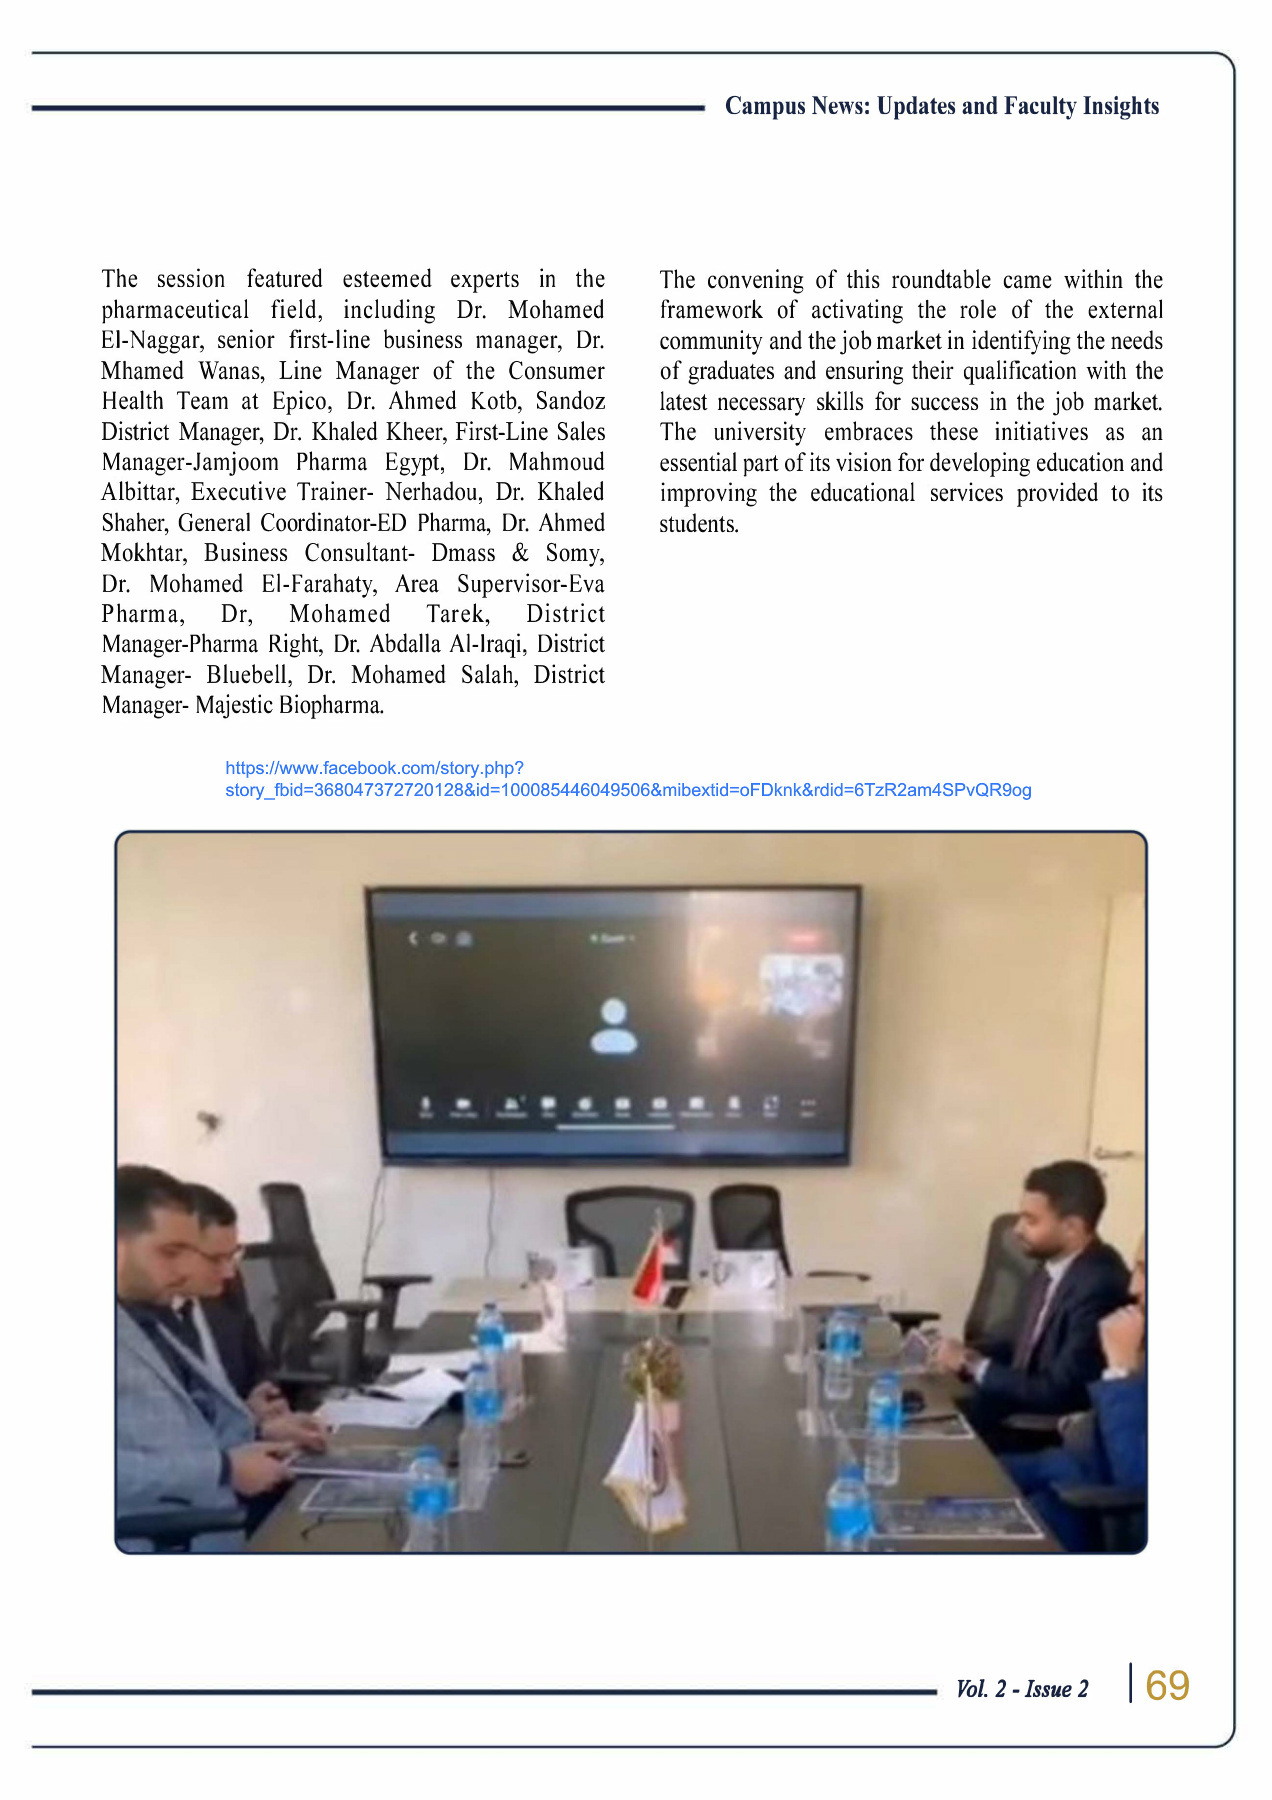 Campus News: Updates and Faculty Insights
The session featured esteemed experts in the
pharmaceutical field, including Dr. Mohamed
El-Naggar, senior first-line business manager, Dr.
Mhamed Wanas, Line Manager of the Consumer
Health Team at Epico, Dr. Ahmed Kotb, Sandoz
District Manager, Dr. Khaled Kheer, First-Line Sales
Manager-Jamjoom Pharma Egypt, Dr. Mahmoud
Albittar, Executive Trainer- Nerhadou, Dr. Khaled
Shaher, General Coordinator-ED Pharma, Dr. Ahmed
Mokhtar, Business Consultant- Dmass & Somy,
Dr. Mohamed El-Farahaty, Area Supervisor-Eva
Pharma, Dr, Mohamed Tarek, District
Manager-Pharma Right, Dr. Abdalla Al-Iraqi, District
Manager- Bluebell, Dr. Mohamed Salah, District
Manager- Majestic Biopharma.
The convening of this roundtable came within the
framework of activating the role of the external
community and the job market in identifying the needs
of graduates and ensuring their qualification with the
latest necessary skills for success in the job market.
The university embraces these initiatives as an
essential part of its vision for developing education and
improving the educational services provided to its
students.
https://www.facebook.com/story.php?
story_fbid=368047372720128&id=100085446049506&mibextid=oFDknk&rdid=6TzR2am4SPvQR9og
Vol. 2 - Issue 2
69